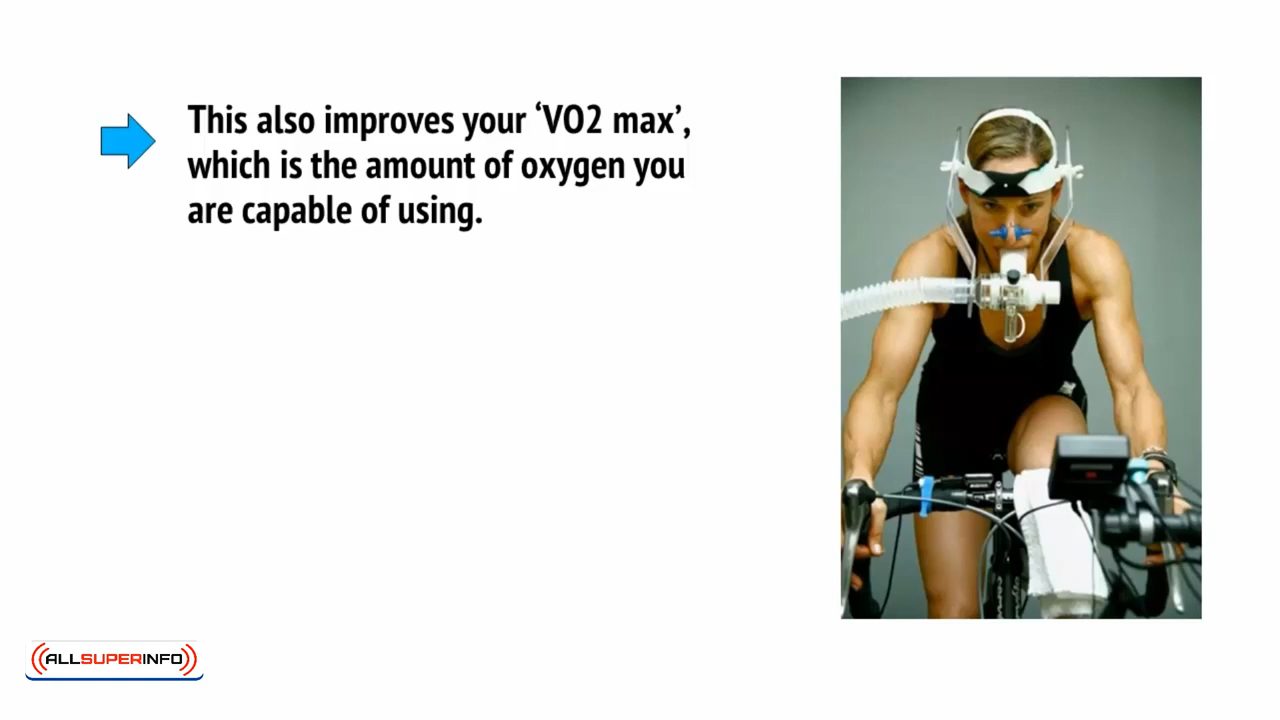 This also improves your ‘VO2 max’,
which is the amount of oxygen you
are capable of using.
ALLSUPERINFO